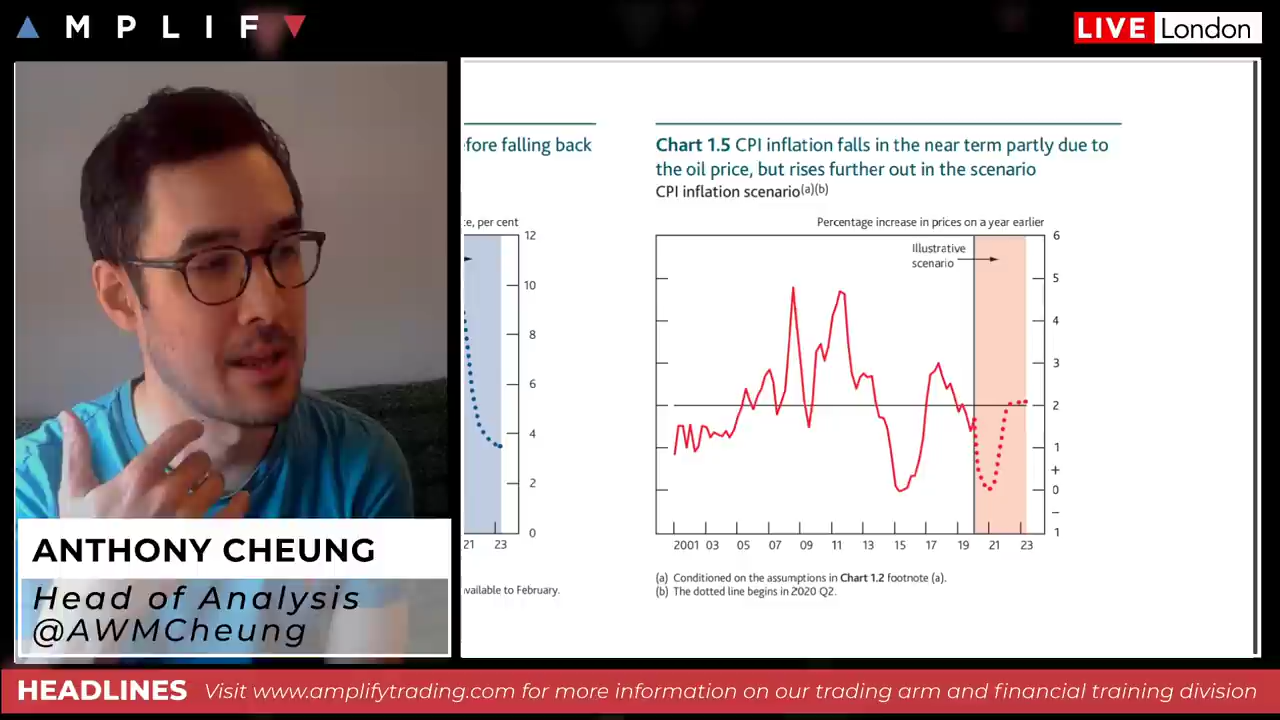 AMPLIFY
LIVE London
efore falling back
Chart 1.5 CPI inflation falls in the near term partly due to
the oil price, but rises further out in the scenario
CPI inflation scenario(a)(b)
e, per cent
12
10
8
6
4
2
0
21 23
vailable to February.
Percentage increase in prices on a year earlier
Illustrative
scenario
6
5
4
3
2
1
+
0
–
1
2001 03 05 07 09 11 13 15 17 19 21 23
(a) Conditioned on the assumptions in Chart 1.2 footnote (a).
(b) The dotted line begins in 2020 Q2.
ANTHONY CHEUNG
Head of Analysis
@AWMCheung
HEADLINES Visit www.amplifytrading.com for more information on our trading arm and financial training division